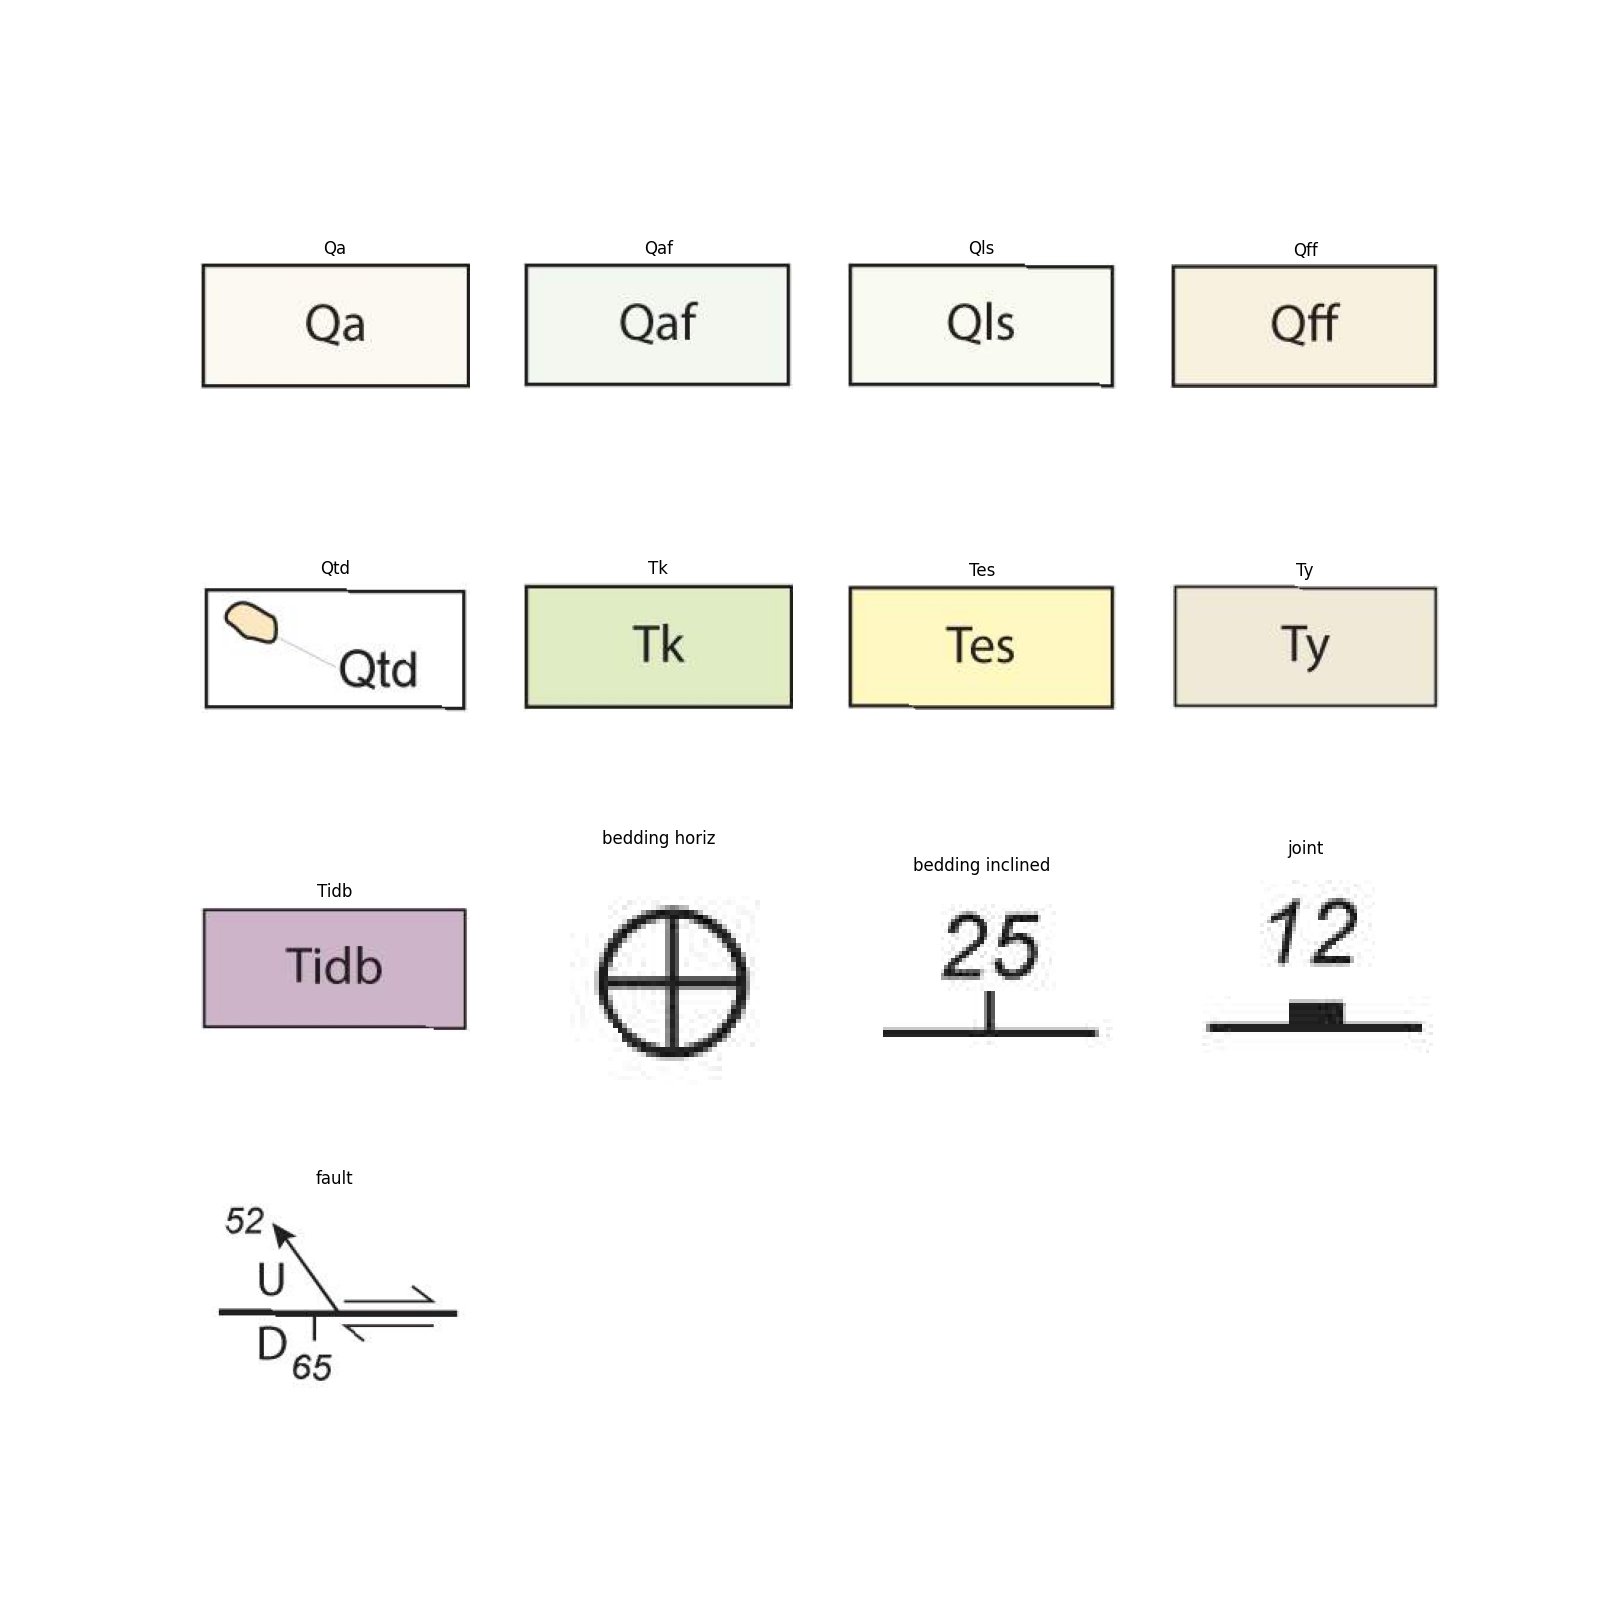 Qa
Qaf
Qls
Qff
Qa
Qaf
Qls
Qff
Qtd
Tk
Tes
Ty
Qtd
Tk
Tes
Ty
Tidb
bedding horiz
bedding inclined
joint
Tidb
25
12
fault
52
U
D
65